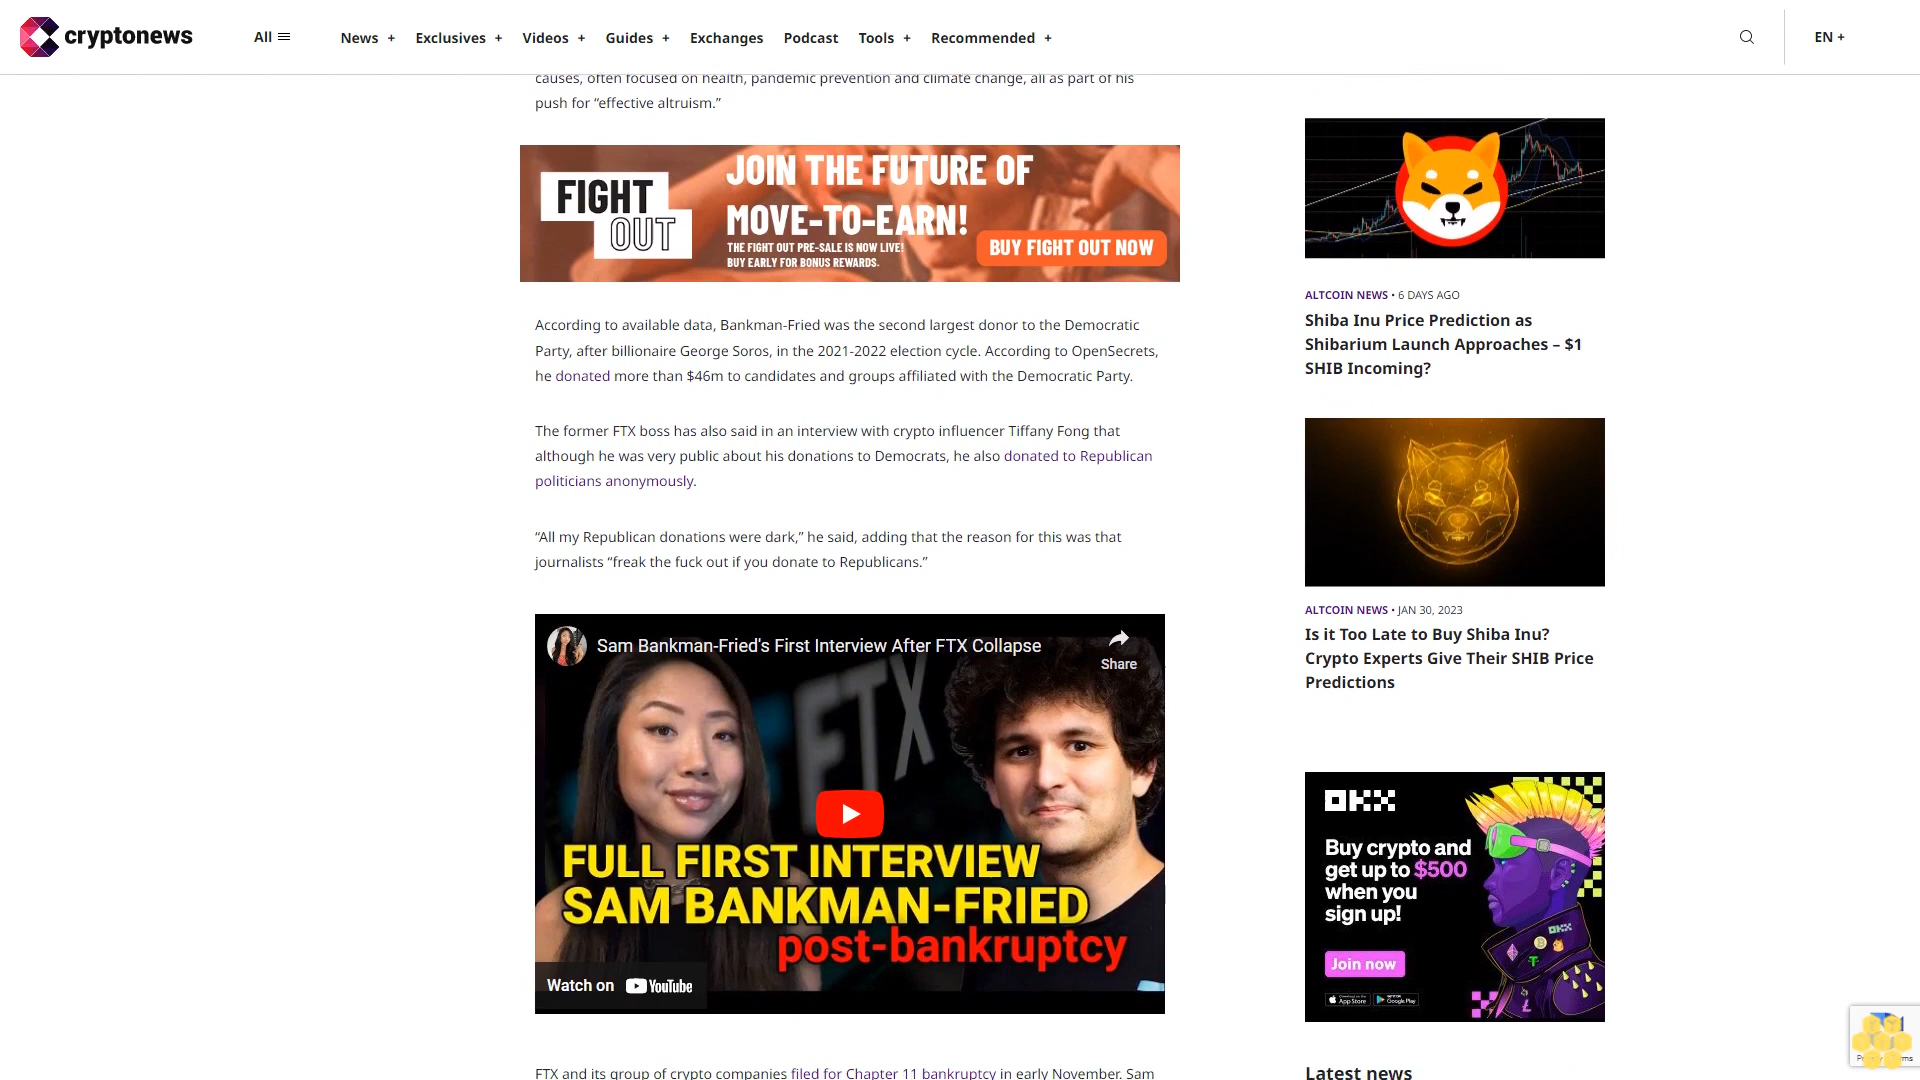 cryptonews
All
News +
Exclusives +
Videos +
Guides +
Exchanges
Podcast
Tools +
Recommended +
EN +
causes, often focused on health, pandemic prevention and climate change, all as part of his
push for “effective altruism.”
FIGHT
OUT
JOIN THE FUTURE OF
MOVE-TO-EARN!
THE FIGHT OUT PRE-SALE IS NOW LIVE!
BUY EARLY FOR BONUS REWARDS.
BUY FIGHT OUT NOW
According to available data, Bankman-Fried was the second largest donor to the Democratic
Party, after billionaire George Soros, in the 2021-2022 election cycle. According to OpenSecrets,
he donated more than $46m to candidates and groups affiliated with the Democratic Party.
The former FTX boss has also said in an interview with crypto influencer Tiffany Fong that
although he was very public about his donations to Democrats, he also donated to Republican
politicians anonymously.
“All my Republican donations were dark,” he said, adding that the reason for this was that
journalists “freak the fuck out if you donate to Republicans.”
Sam Bankman-Fried's First Interview After FTX Collapse
Share
FTX
FULL FIRST INTERVIEW
SAM BANKMAN-FRIED
post-bankruptcy
Watch on YouTube
FTX and its group of crypto companies filed for Chapter 11 bankruptcy in early November. Sam
ALTCOIN NEWS • 6 DAYS AGO
Shiba Inu Price Prediction as
Shibarium Launch Approaches – $1
SHIB Incoming?
ALTCOIN NEWS • JAN 30, 2023
Is it Too Late to Buy Shiba Inu?
Crypto Experts Give Their SHIB Price
Predictions
OKX
Buy crypto and
get up to $500
when you
sign up!
Join now
App Store
Google Play
OKX
Latest news